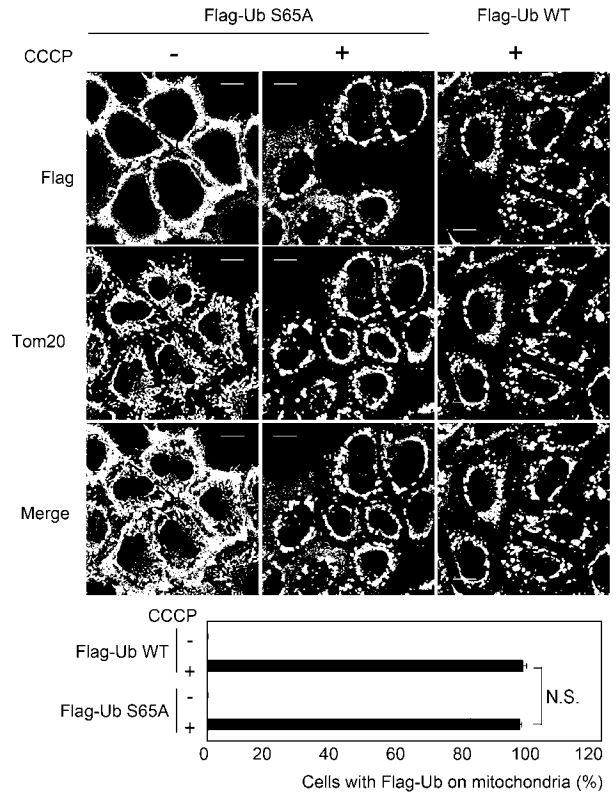 Flag-Ub S65A Flag-Ub WT
CCCP - + +
Flag
Tom20
Merge
CCCP
Flag-Ub WT -
+
Flag-Ub S65A -
+
N.S.
0 20 40 60 80 100 120
Cells with Flag-Ub on mitochondria (%)